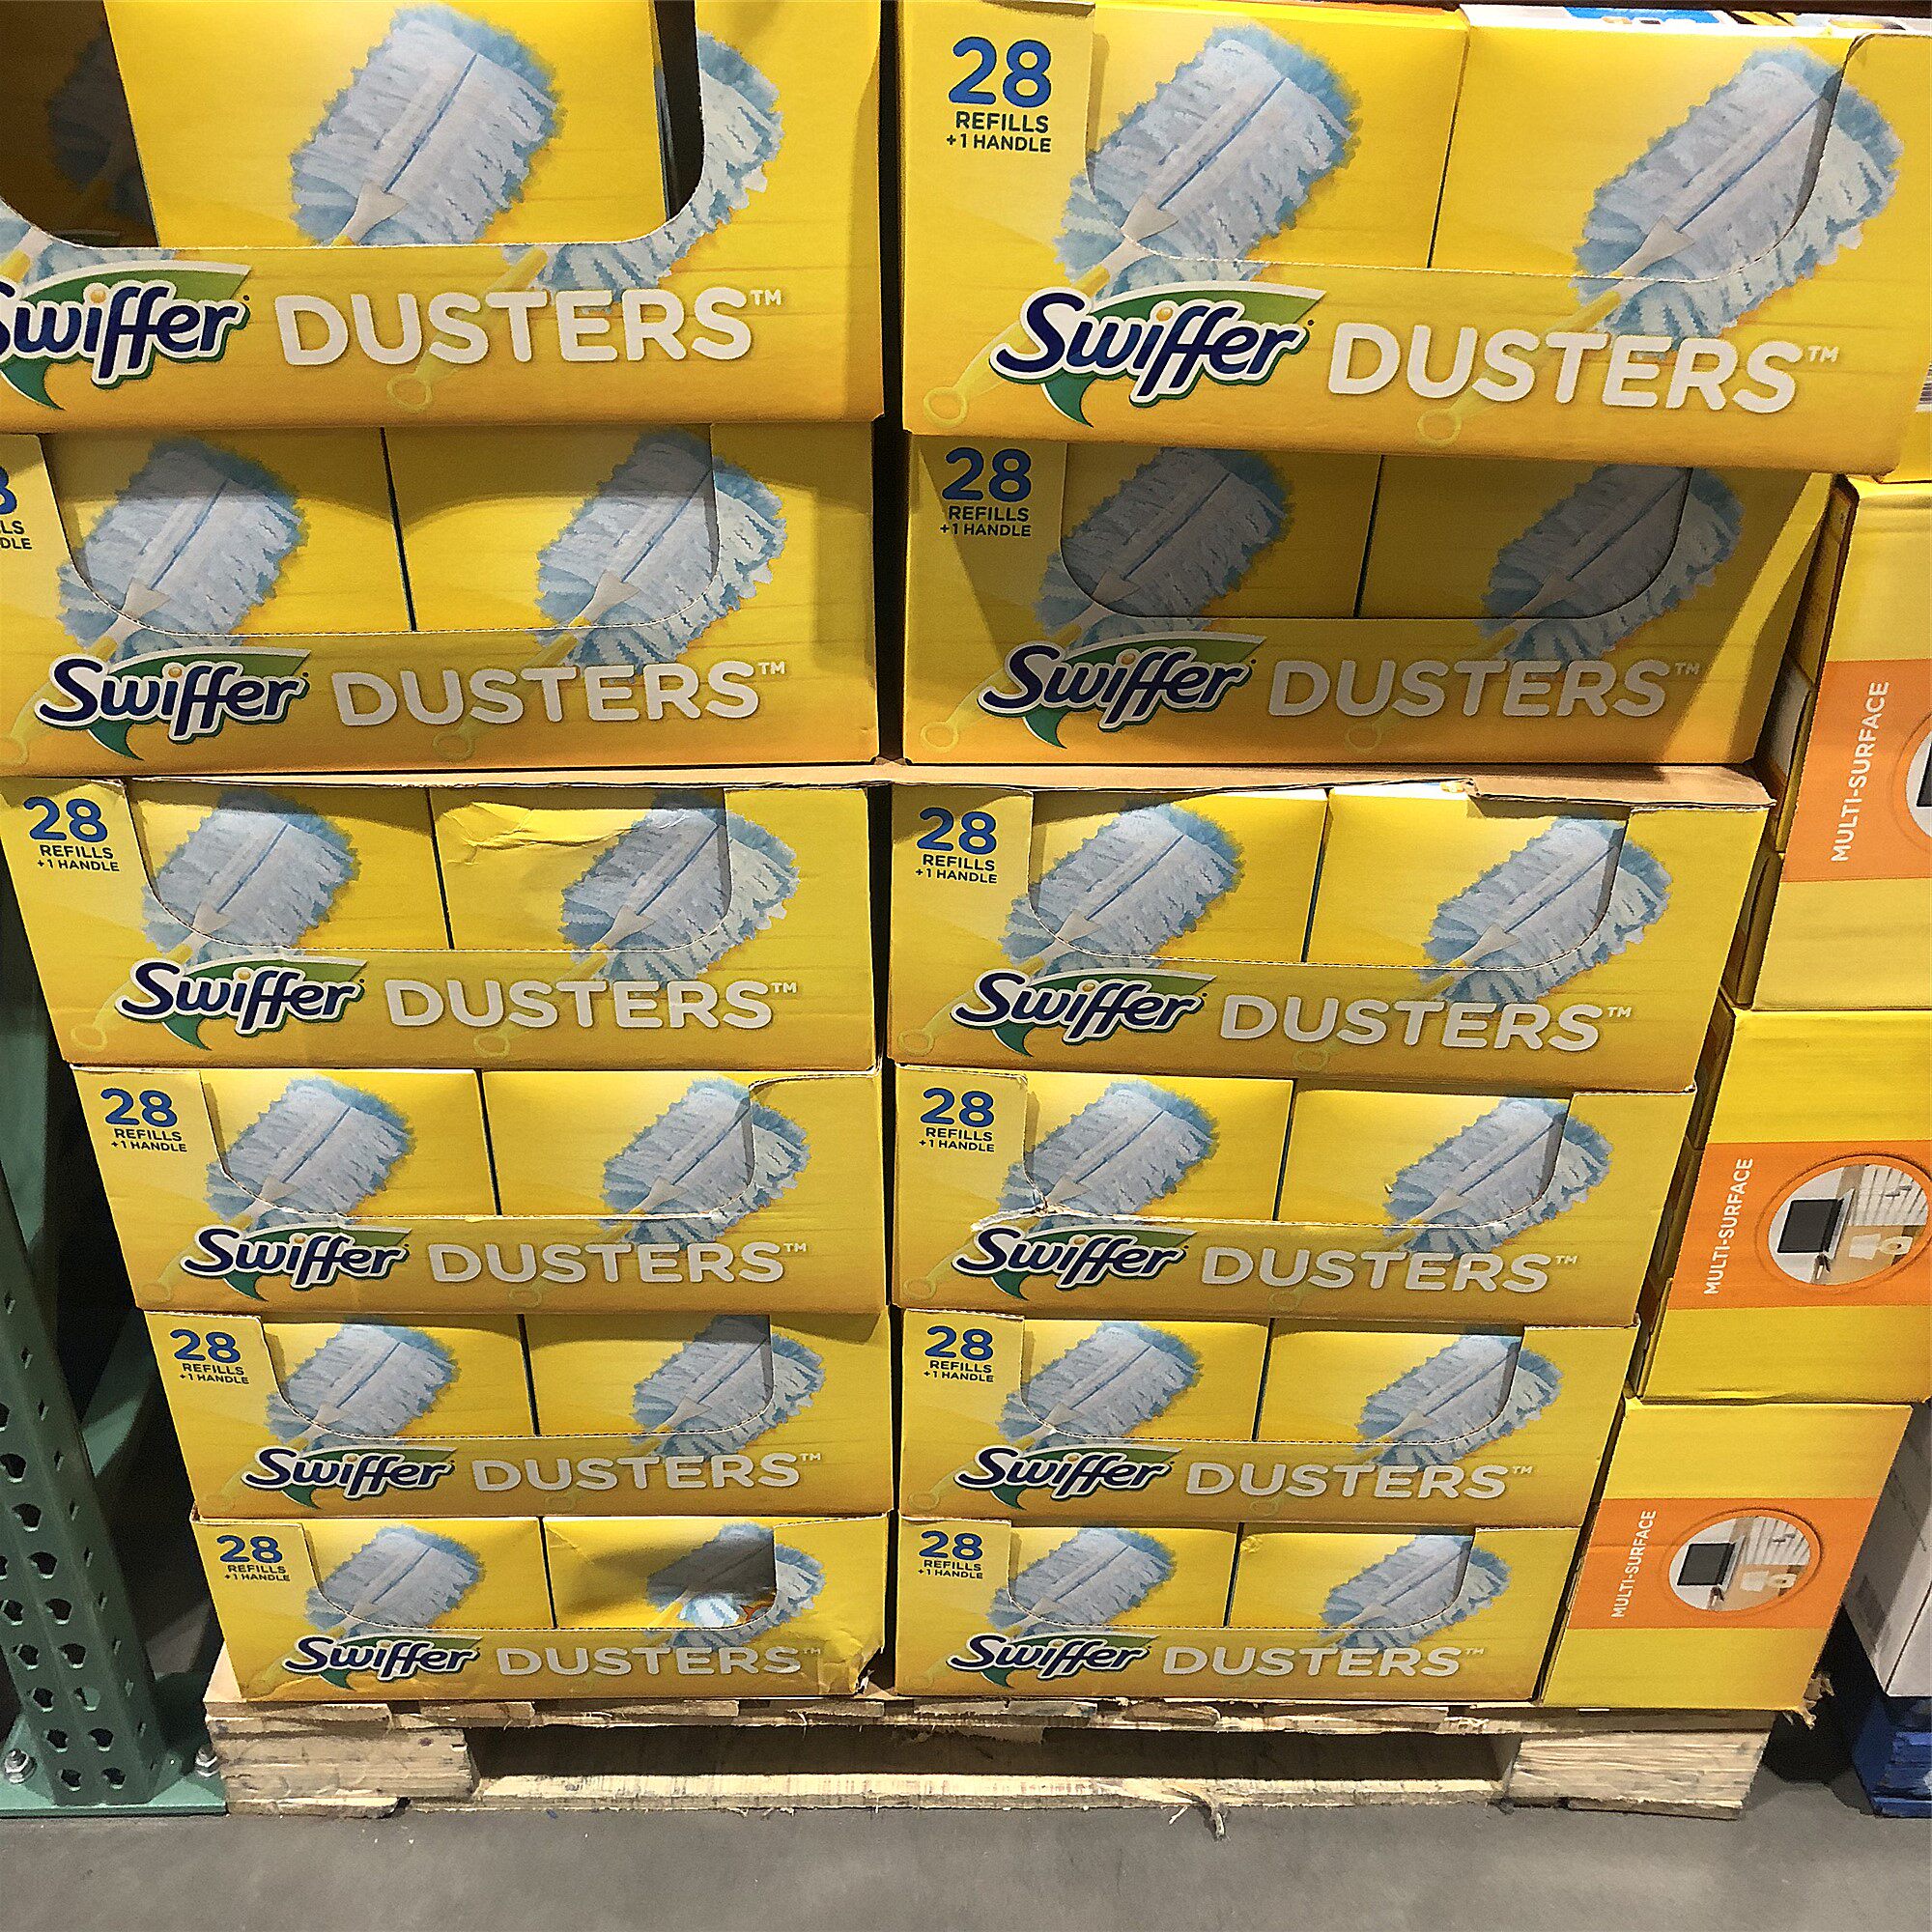 Swiffer DUSTERS™
28
REFILLS
+1 HANDLE
Swiffer DUSTERS™
Swiffer DUSTERS™
28
REFILLS
+1 HANDLE
Swiffer DUSTERS™
28
REFILLS
+1 HANDLE
Swiffer DUSTERS™
28
REFILLS
+1 HANDLE
Swiffer DUSTERS™
28
REFILLS
+1 HANDLE
Swiffer DUSTERS™
28
REFILLS
+1 HANDLE
Swiffer DUSTERS™
28
REFILLS
+1 HANDLE
Swiffer DUSTERS™
28
REFILLS
+1 HANDLE
Swiffer DUSTERS™
28
REFILLS
+1 HANDLE
Swiffer DUSTERS™
28
REFILLS
+1 HANDLE
Swiffer DUSTERS™
MULTI-SURFACE
MULTI-SURFACE
MULTI-SURFACE